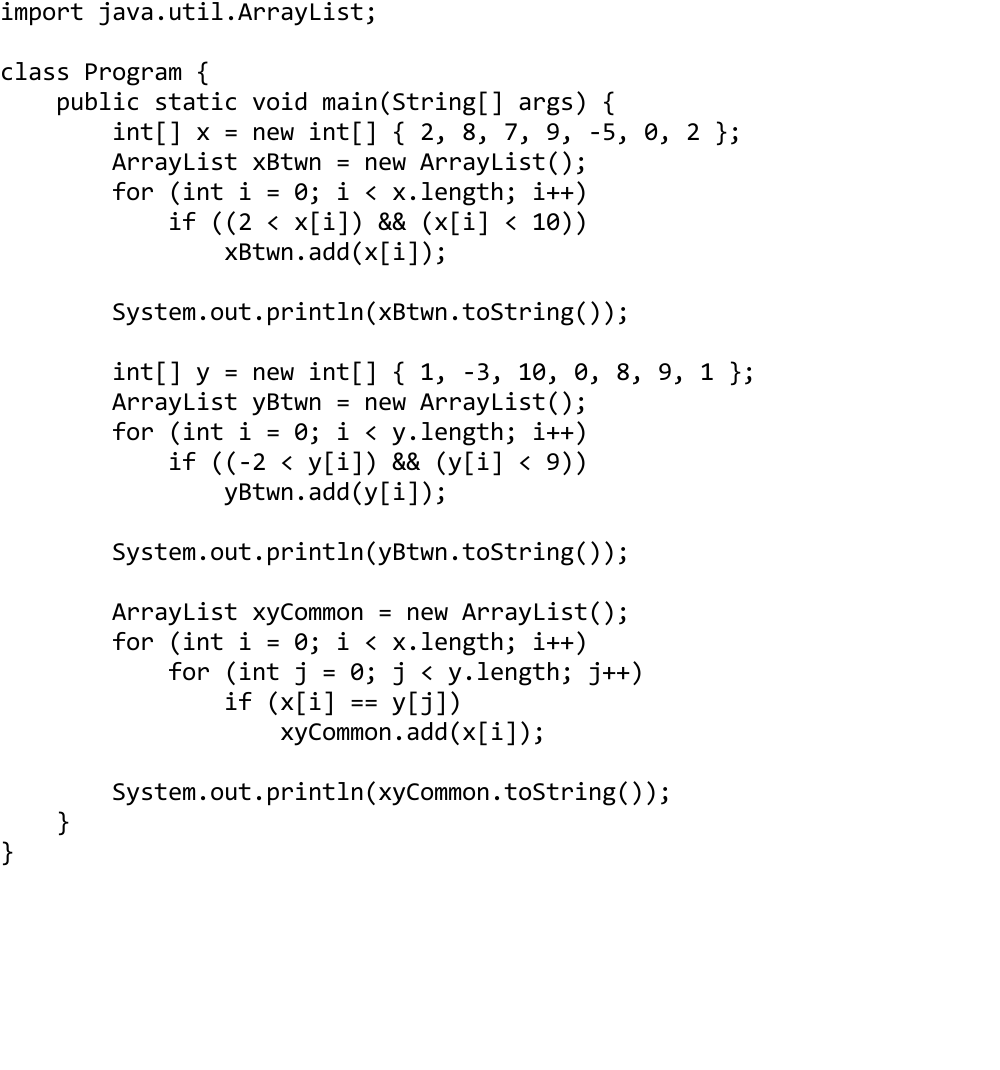 import java.util.ArrayList;

class Program {
    public static void main(String[] args) {
        int[] x = new int[] { 2, 8, 7, 9, -5, 0, 2 };
        ArrayList xBtwn = new ArrayList();
        for (int i = 0; i < x.length; i++)
            if ((2 < x[i]) && (x[i] < 10))
                xBtwn.add(x[i]);

        System.out.println(xBtwn.toString());

        int[] y = new int[] { 1, -3, 10, 0, 8, 9, 1 };
        ArrayList yBtwn = new ArrayList();
        for (int i = 0; i < y.length; i++)
            if ((-2 < y[i]) && (y[i] < 9))
                yBtwn.add(y[i]);

        System.out.println(yBtwn.toString());

        ArrayList xyCommon = new ArrayList();
        for (int i = 0; i < x.length; i++)
            for (int j = 0; j < y.length; j++)
                if (x[i] == y[j])
                    xyCommon.add(x[i]);

        System.out.println(xyCommon.toString());
    }
}